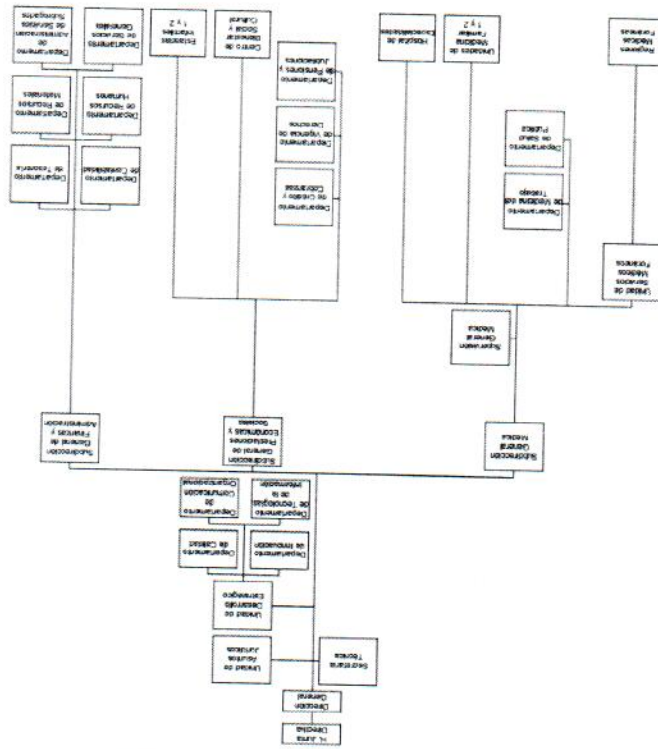 H. Junta
Directiva
Dirección
General
Secretaría
Técnica
Unidad de
Asuntos
Jurídicos
Unidad de
Desarrollo
Estratégico
Departamento
de Innovación
Departamento
de Calidad
Departamento
de Tecnologías
de la
Información
Departamento
de
Comunicación
Organizacional
Subdirección
General
Médica
Subdirección
General de
Prestaciones
Económicas y
Sociales
Subdirección
General de
Finanzas y
Administración
Supervisión
General
Médica
Unidad de
Servicios
Médicos
Foráneos
Departamento
de Medicina del
Trabajo
Departamento
de Salud
Pública
Regiones
Médicas
Foráneas
Unidades de
Medicina
Familiar
1 y 2
Hospital de
Especialidades
Departamento
de Crédito y
Cobranzas
Departamento
de Vigencia de
Derechos
Departamento
de Pensiones y
Jubilaciones
Centro de
Bienestar
Social y
Cultural
Estancias
Infantiles
1 y 2
Departamento
de Contabilidad
Departamento
de Tesorería
Departamento
de Recursos
Humanos
Departamento
de Recursos
Materiales
Departamento
de Servicios
Generales
Departamento
de
Administración
de Servicios
Subrogados